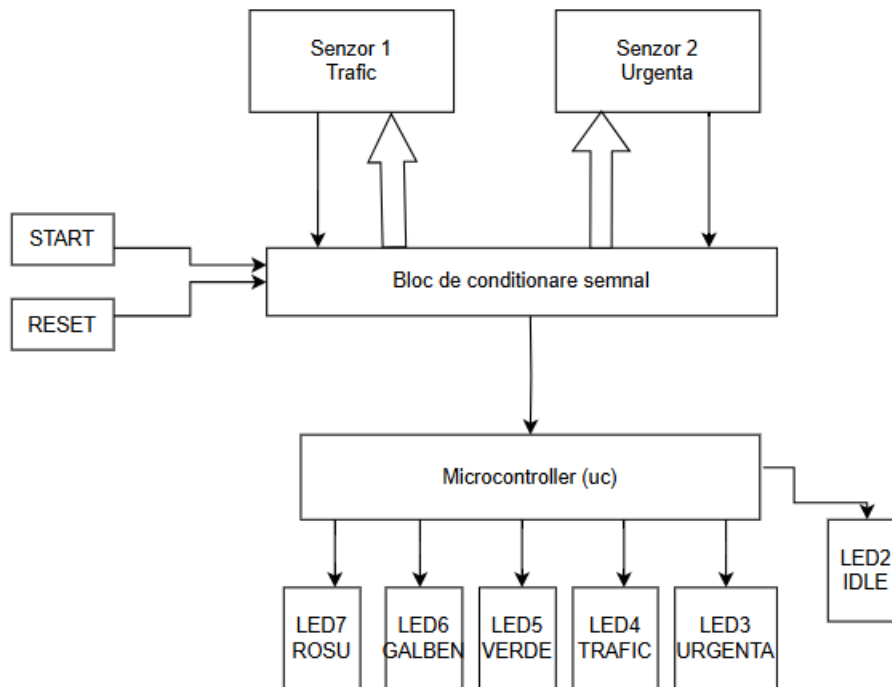 Senzor 1
Trafic
Senzor 2
Urgenta
START
RESET
Bloc de conditionare semnal
Microcontroller (uc)
LED2
IDLE
LED7
ROSU
LED6
GALBEN
LED5
VERDE
LED4
TRAFIC
LED3
URGENTA